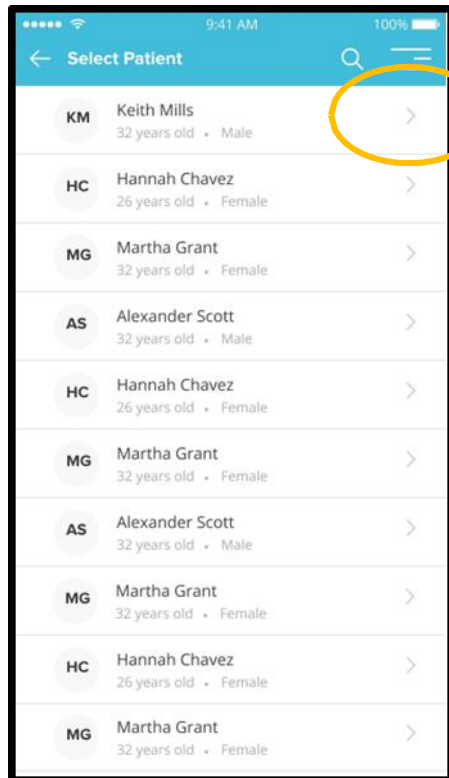 9:41 AM 100%
Select Patient
KM Keith Mills
32 years old • Male
HC Hannah Chavez
26 years old • Female
MG Martha Grant
32 years old • Female
AS Alexander Scott
32 years old • Male
HC Hannah Chavez
26 years old • Female
MG Martha Grant
32 years old • Female
AS Alexander Scott
32 years old • Male
MG Martha Grant
32 years old • Female
HC Hannah Chavez
26 years old • Female
MG Martha Grant
32 years old • Female